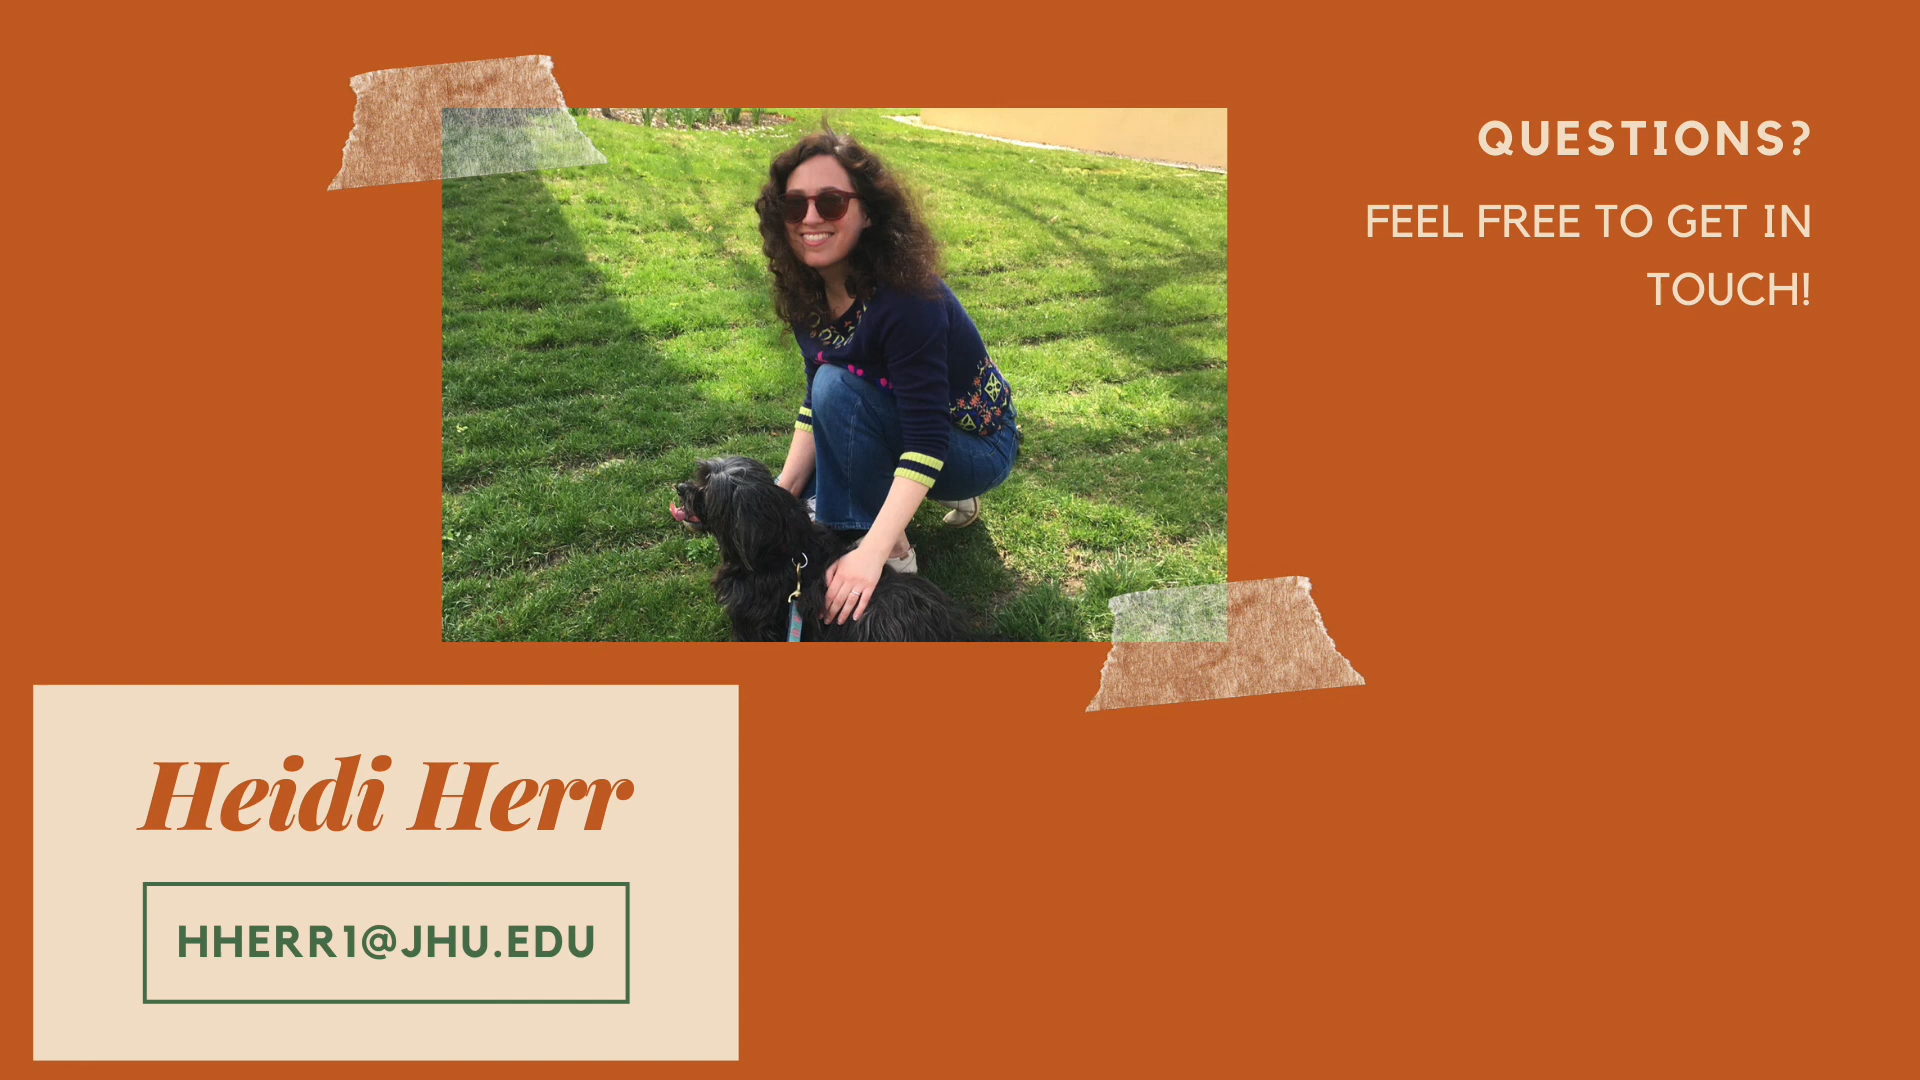 QUESTIONS?
FEEL FREE TO GET IN
TOUCH!
Heidi Herr
HHERR1@JHU.EDU